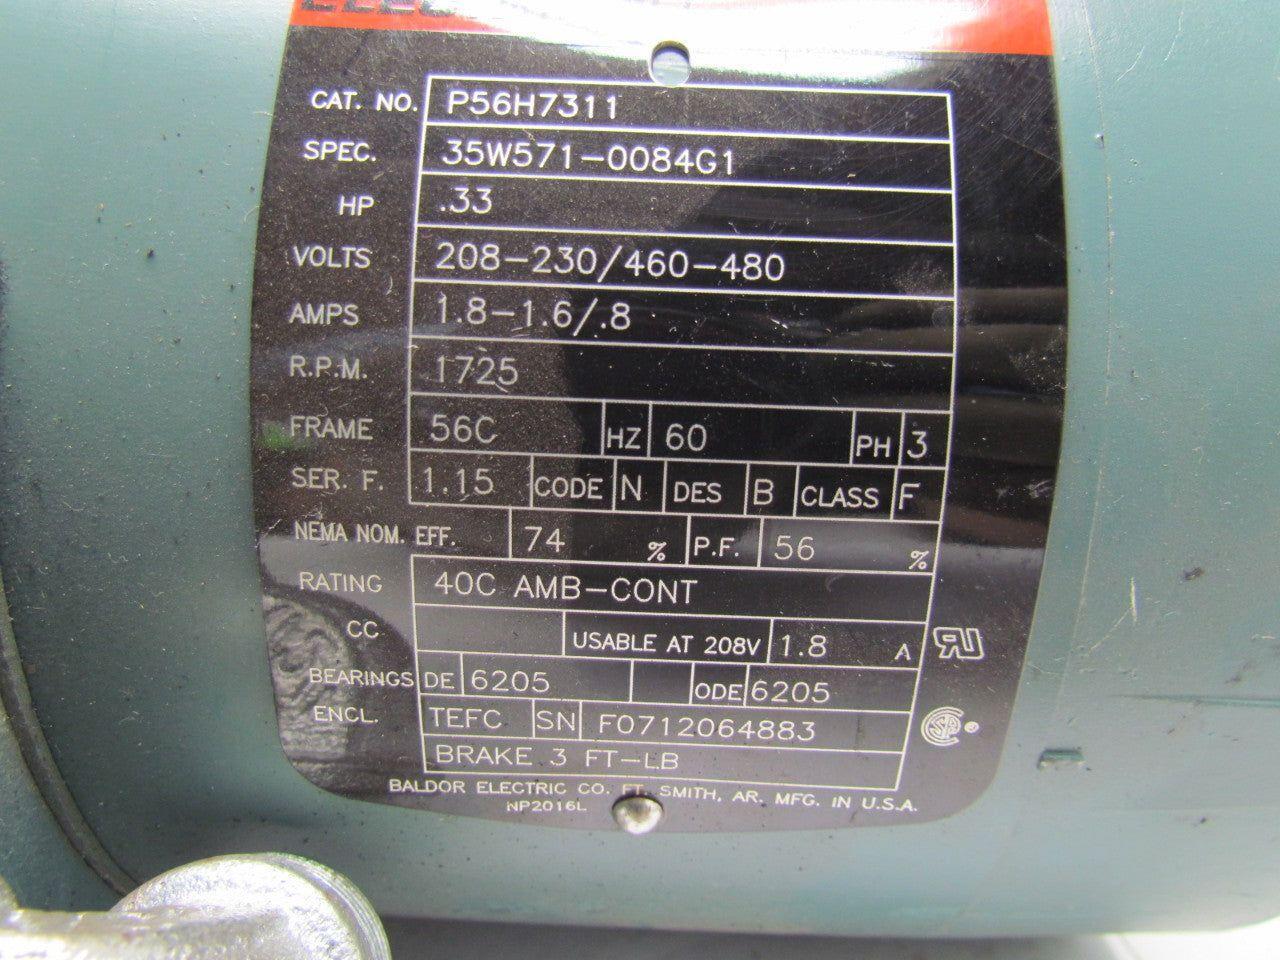 CAT. NO. P56H7311
SPEC. 35W571-0084G1
HP .33
VOLTS 208-230/460-480
AMPS 1.8-1.6/.8
R.P.M. 1725
FRAME 56C HZ 60 PH 3
SER. F. 1.15 CODE N DES B CLASS F
NEMA NOM. EFF. 74 % P.F. 56 %
RATING 40C AMB-CONT
CC USABLE AT 208V 1.8 A
BEARINGS DE 6205 ODE 6205
ENCL. TEFC SN F0712064883
BRAKE 3 FT-LB
BALDOR ELECTRIC CO. FT. SMITH, AR. MFG. IN U.S.A.
NP2016L